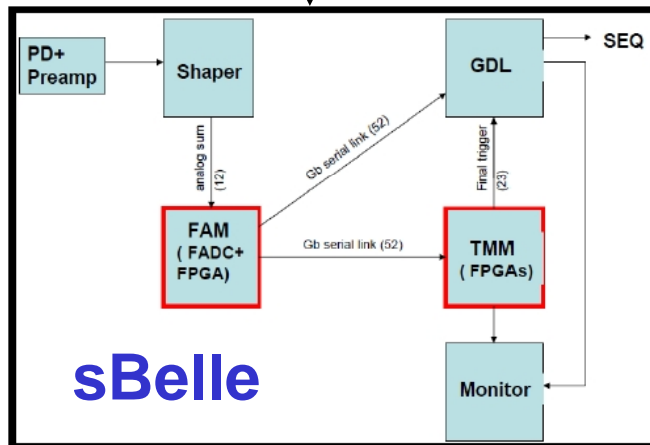 PD+
Preamp
Shaper
GDL
SEQ
analog sum
(12)
Gb serial link (52)
Final trigger
(23)
FAM
( FADC+
FPGA)
Gb serial link (52)
TMM
( FPGAs)
sBelle
Monitor